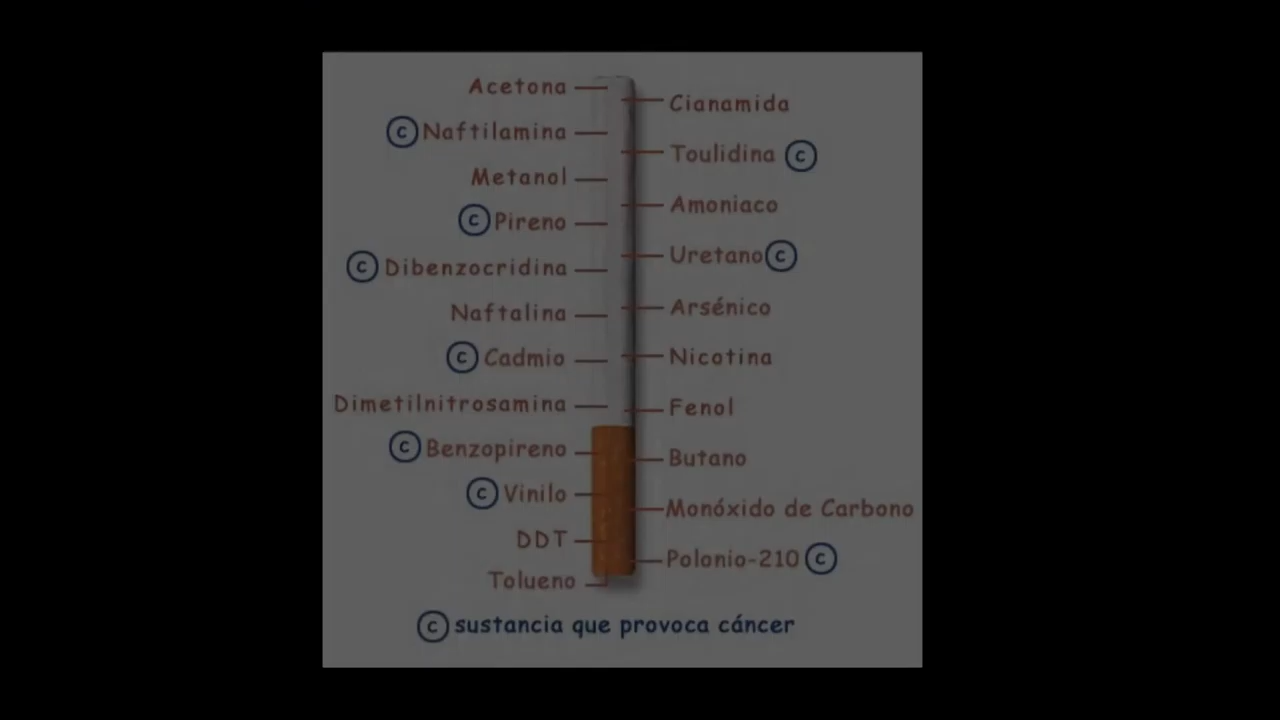 Acetona
Cianamida
c Naftilamina
Toulidina c
Metanol
Amoniaco
c Pireno
Uretano c
c Dibenzocridina
Arsénico
Naftalina
Nicotina
c Cadmio
Dimetilnitrosamina
Fenol
c Benzopireno
Butano
c Vinilo
Monóxido de Carbono
DDT
Polonio-210 c
Tolueno
c sustancia que provoca cáncer